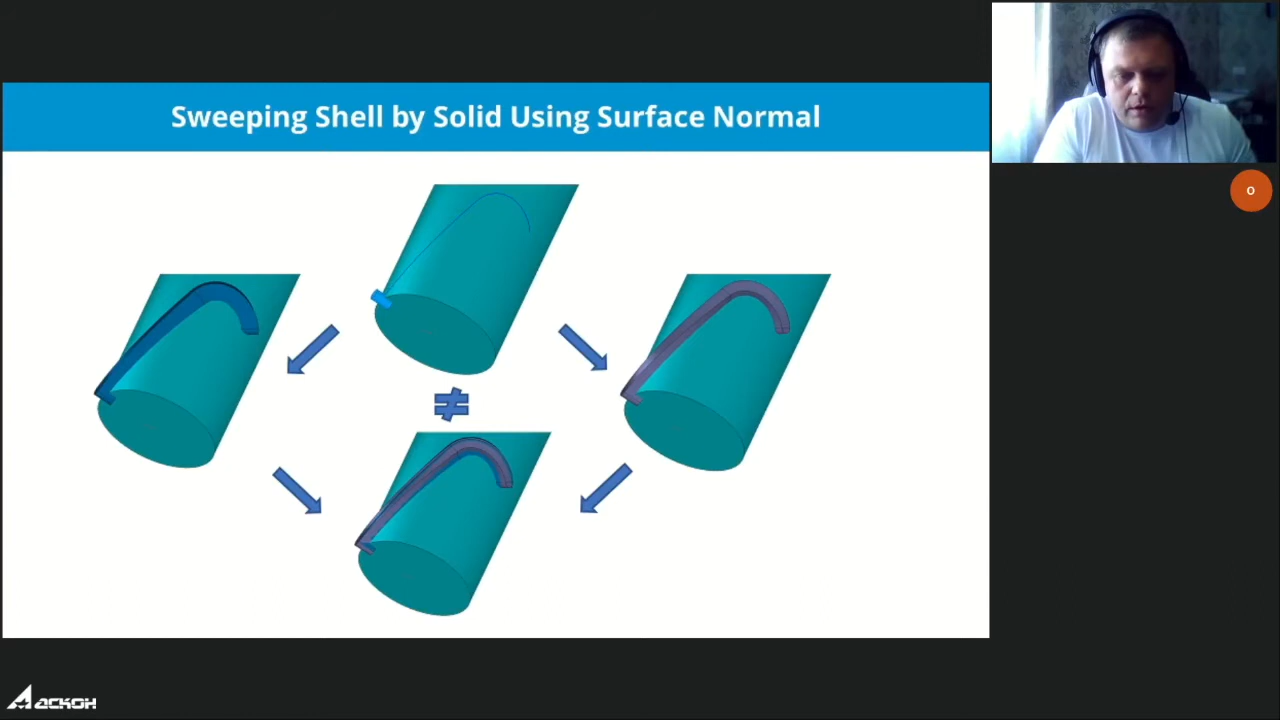 Sweeping Shell by Solid Using Surface Normal
≠
O
АСКОН